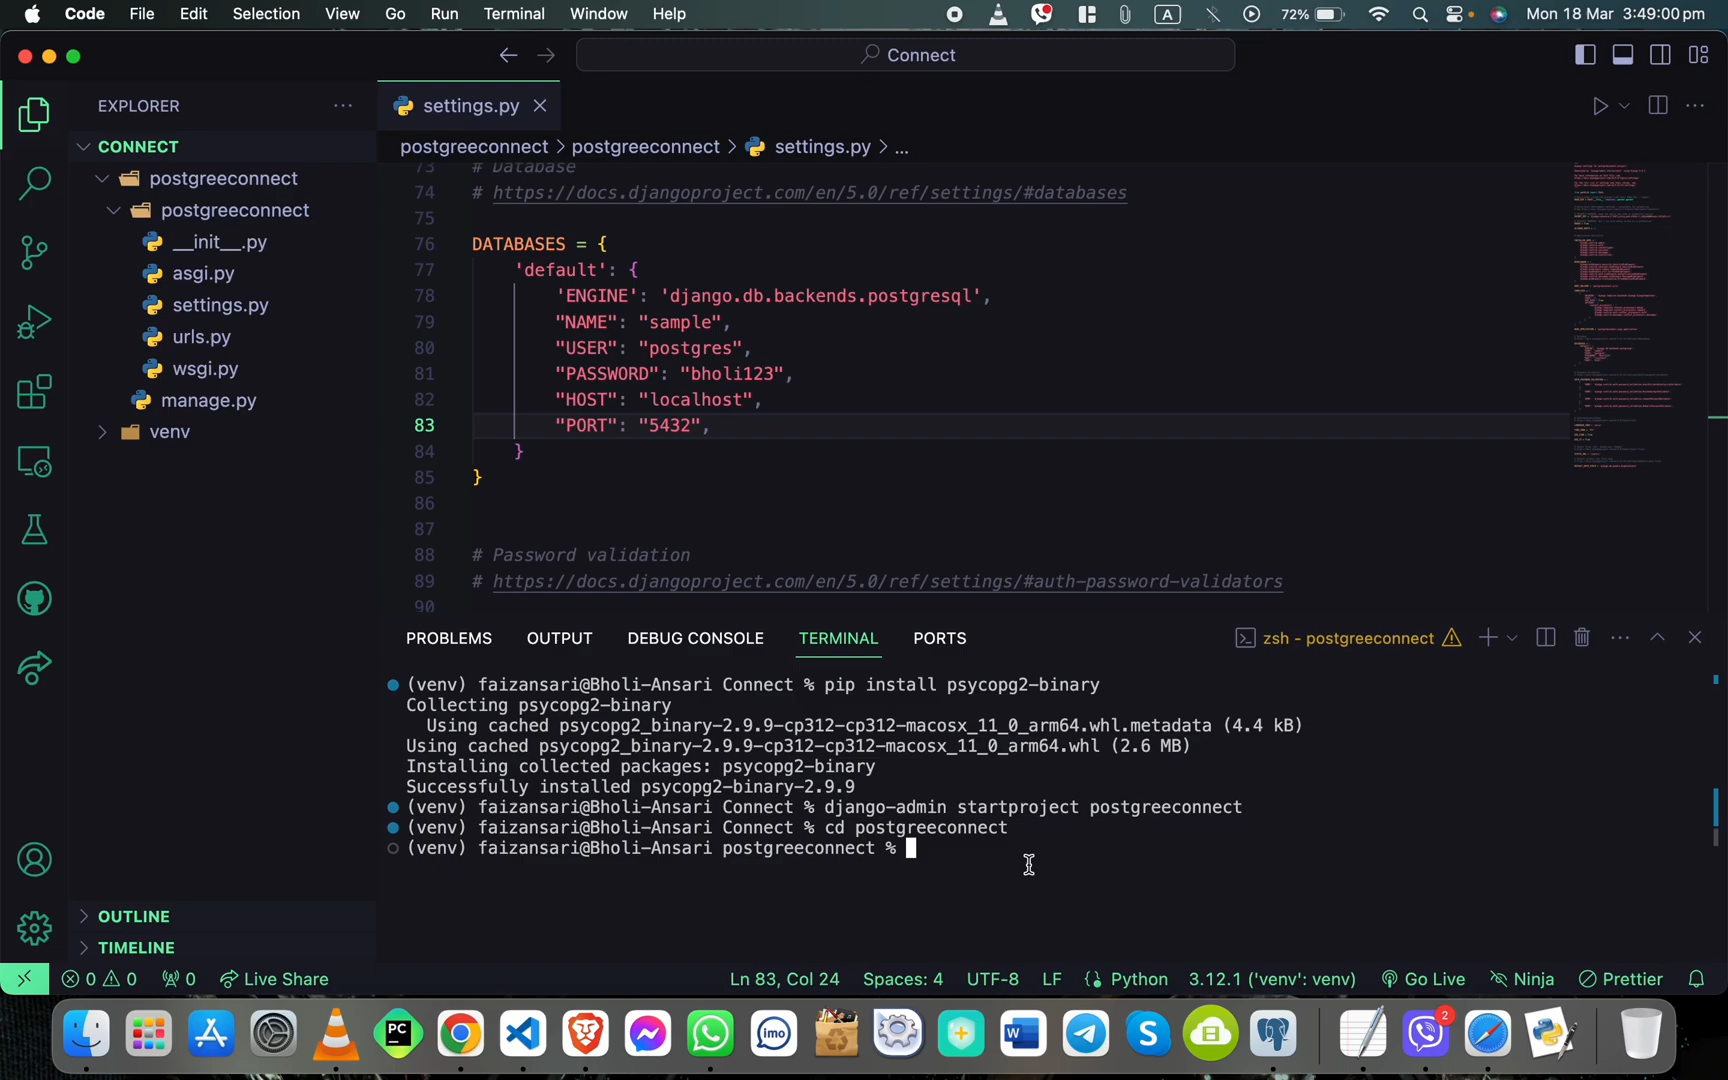 Code File Edit Selection View Go Run Terminal Window Help
A 72% Mon 18 Mar 3:49:00 pm
Connect
EXPLORER
CONNECT
postgreeconnect
postgreeconnect
__init__.py
asgi.py
settings.py
urls.py
wsgi.py
manage.py
venv
OUTLINE
TIMELINE
settings.py
postgreeconnect > postgreeconnect > settings.py > ...
73 # Database
74 # https://docs.djangoproject.com/en/5.0/ref/settings/#databases
75
76 DATABASES = {
77 'default': {
78 'ENGINE': 'django.db.backends.postgresql',
79 "NAME": "sample",
80 "USER": "postgres",
81 "PASSWORD": "bholi123",
82 "HOST": "localhost",
83 "PORT": "5432",
84 }
85 }
86
87
88 # Password validation
89 # https://docs.djangoproject.com/en/5.0/ref/settings/#auth-password-validators
90
PROBLEMS OUTPUT DEBUG CONSOLE TERMINAL PORTS
zsh - postgreeconnect
(venv) faizansari@Bholi-Ansari Connect % pip install psycopg2-binary
Collecting psycopg2-binary
Using cached psycopg2_binary-2.9.9-cp312-cp312-macosx_11_0_arm64.whl.metadata (4.4 kB)
Using cached psycopg2_binary-2.9.9-cp312-cp312-macosx_11_0_arm64.whl (2.6 MB)
Installing collected packages: psycopg2-binary
Successfully installed psycopg2-binary-2.9.9
(venv) faizansari@Bholi-Ansari Connect % django-admin startproject postgreeconnect
(venv) faizansari@Bholi-Ansari Connect % cd postgreeconnect
(venv) faizansari@Bholi-Ansari postgreeconnect %
0 0 0 Live Share Ln 83, Col 24 Spaces: 4 UTF-8 LF Python 3.12.1 ('venv': venv) Go Live Ninja Prettier
PC imo W S 2